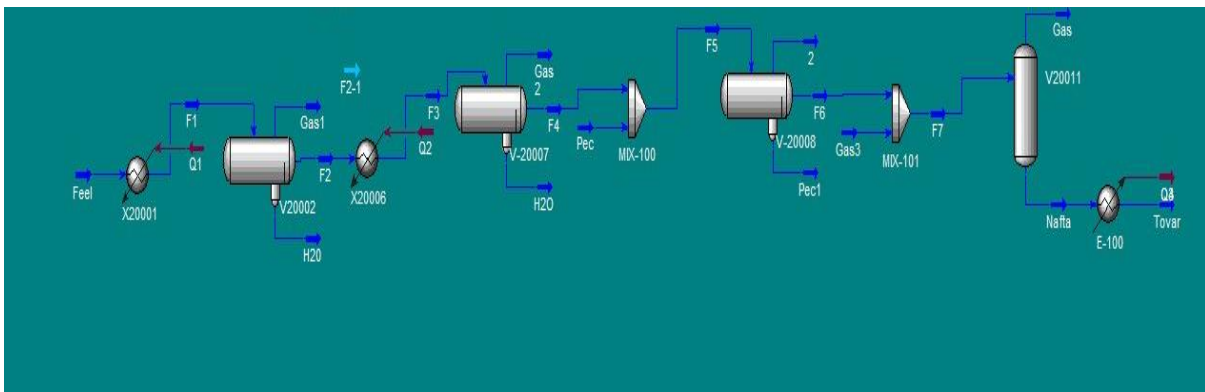 Feel
X20001
Q1
F1
V20002
Gas1
H20
F2
F2-1
X20006
Q2
F3
V-20007
Gas
2
H2O
F4
Pec
MIX-100
F5
V-20008
2
Pec1
F6
Gas3
MIX-101
F7
V20011
Gas
Nafta
E-100
Tovar